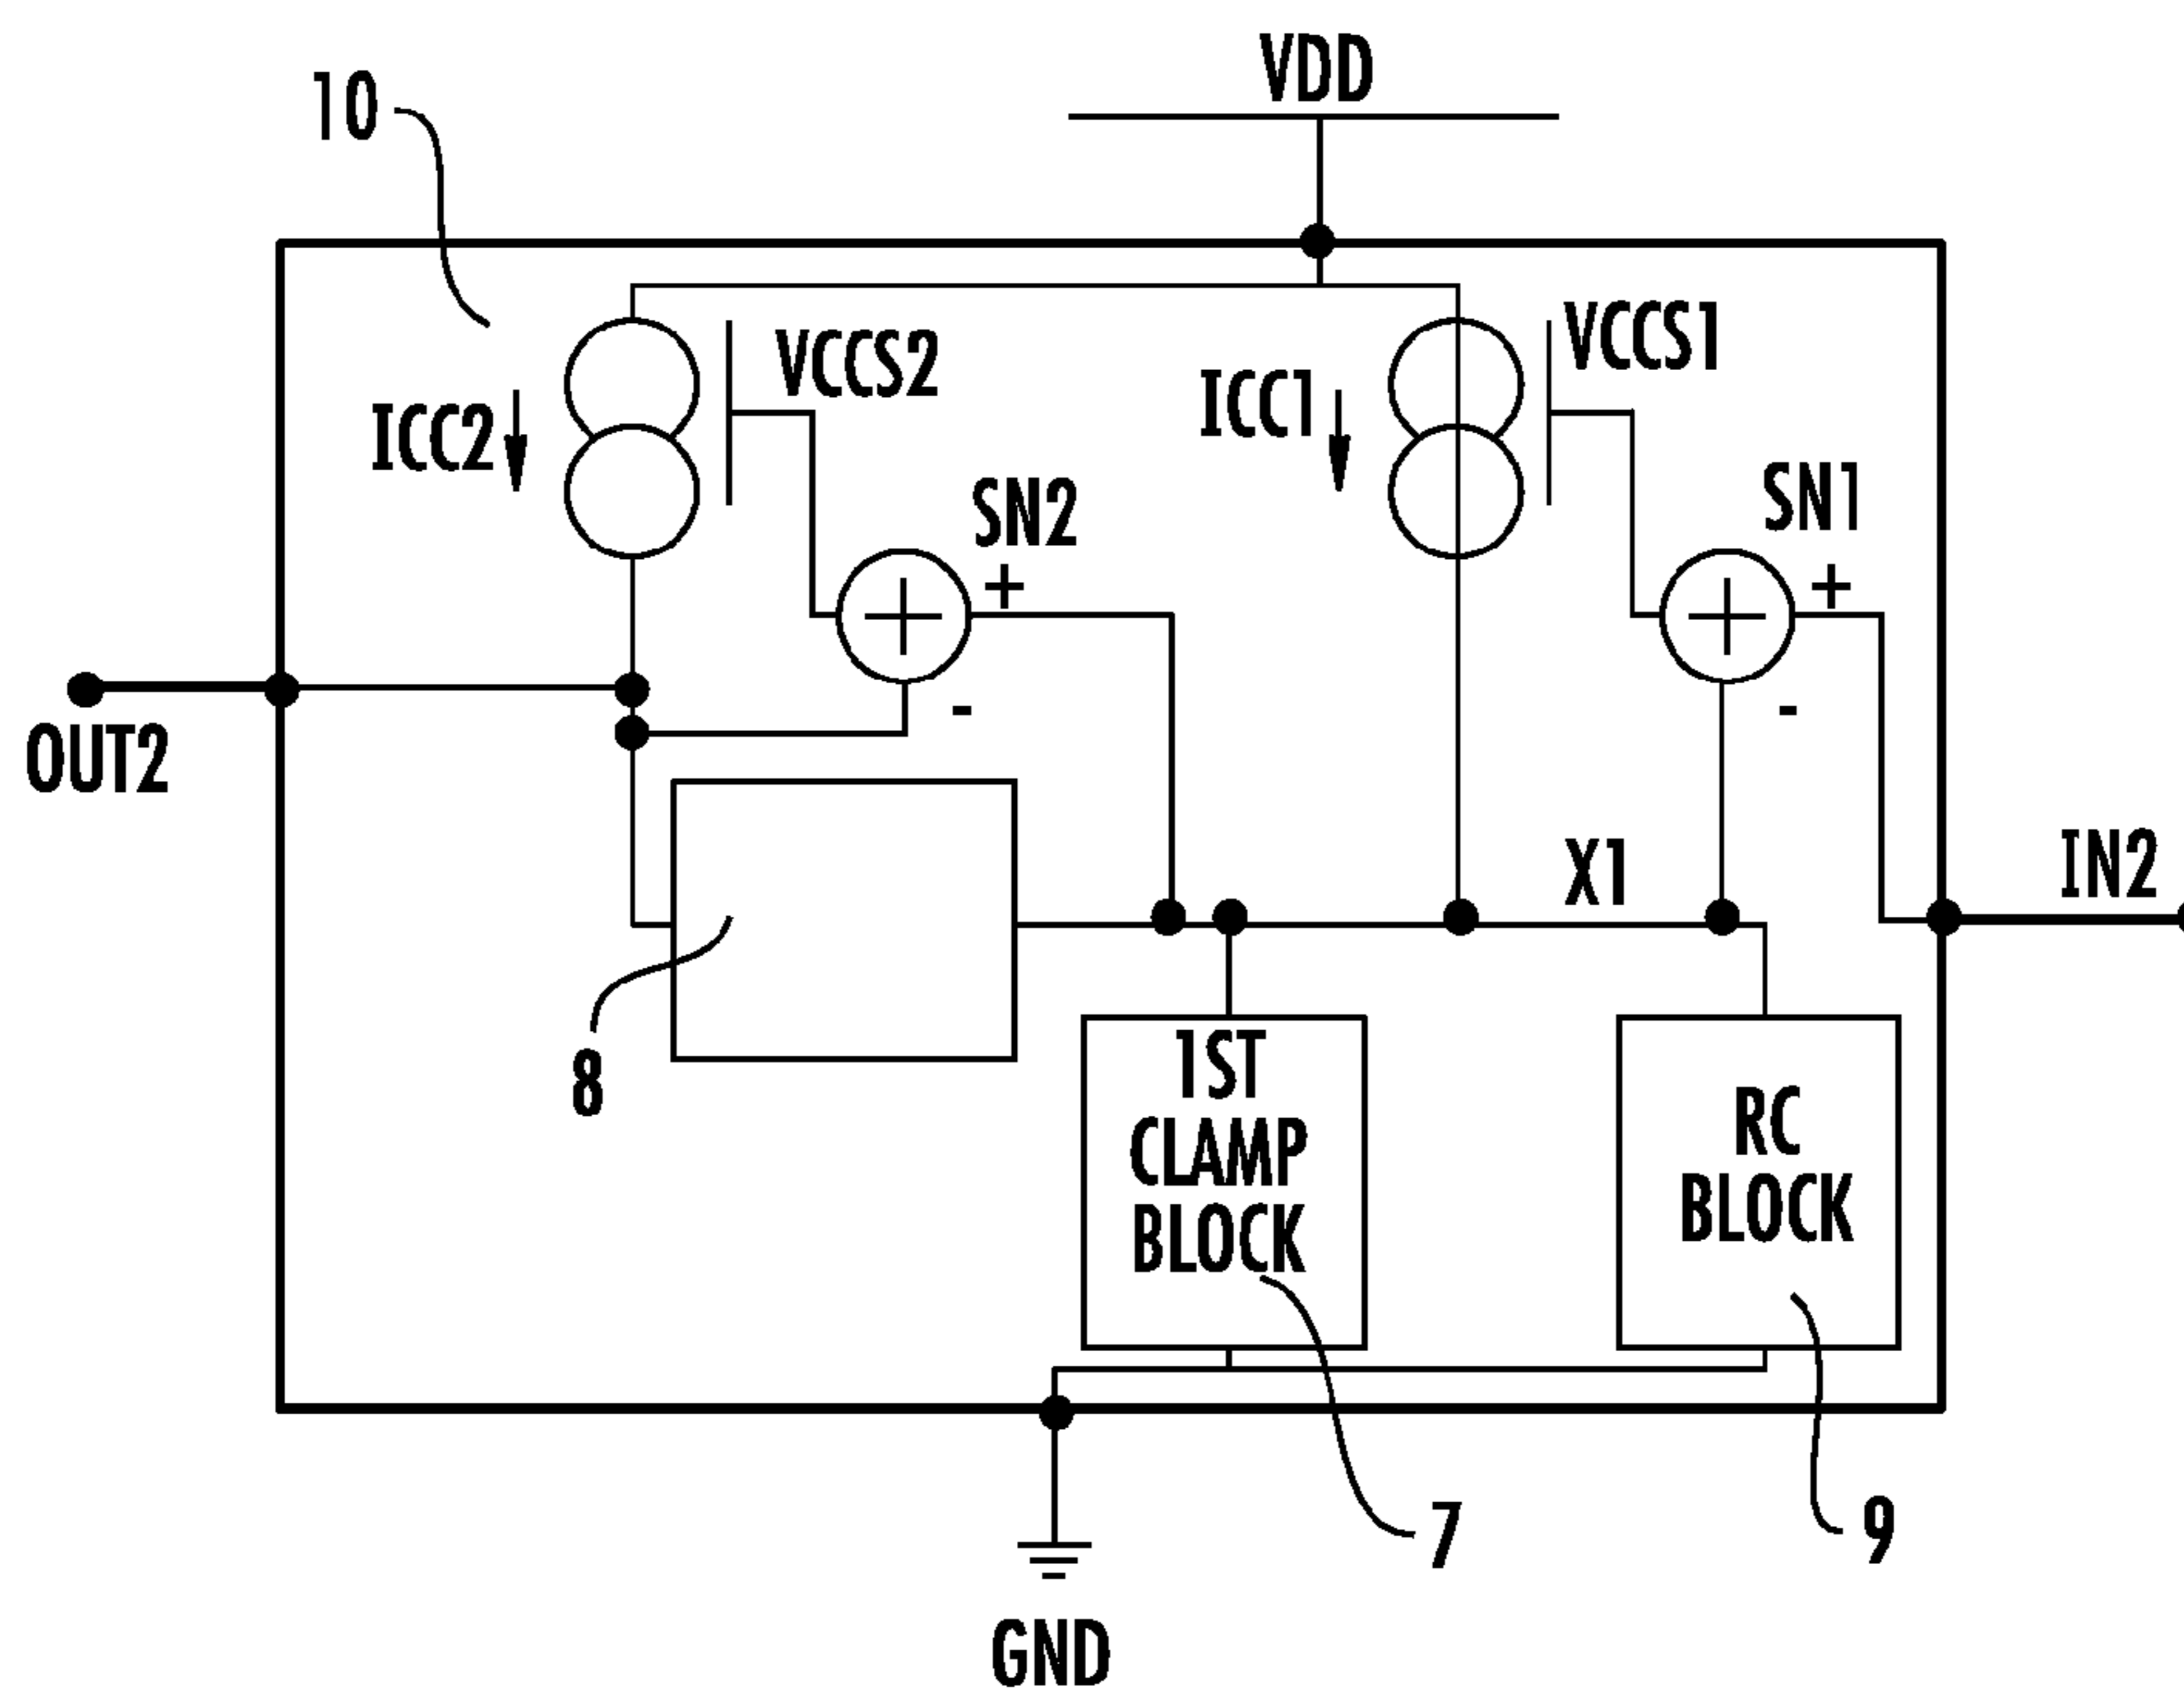 VDD
10
VCCS2
VCCS1
ICC2
ICC1
SN2
+
SN1
+
-
-
OUT2
X1
IN2
8
1ST
CLAMP
BLOCK
RC
BLOCK
7
9
GND